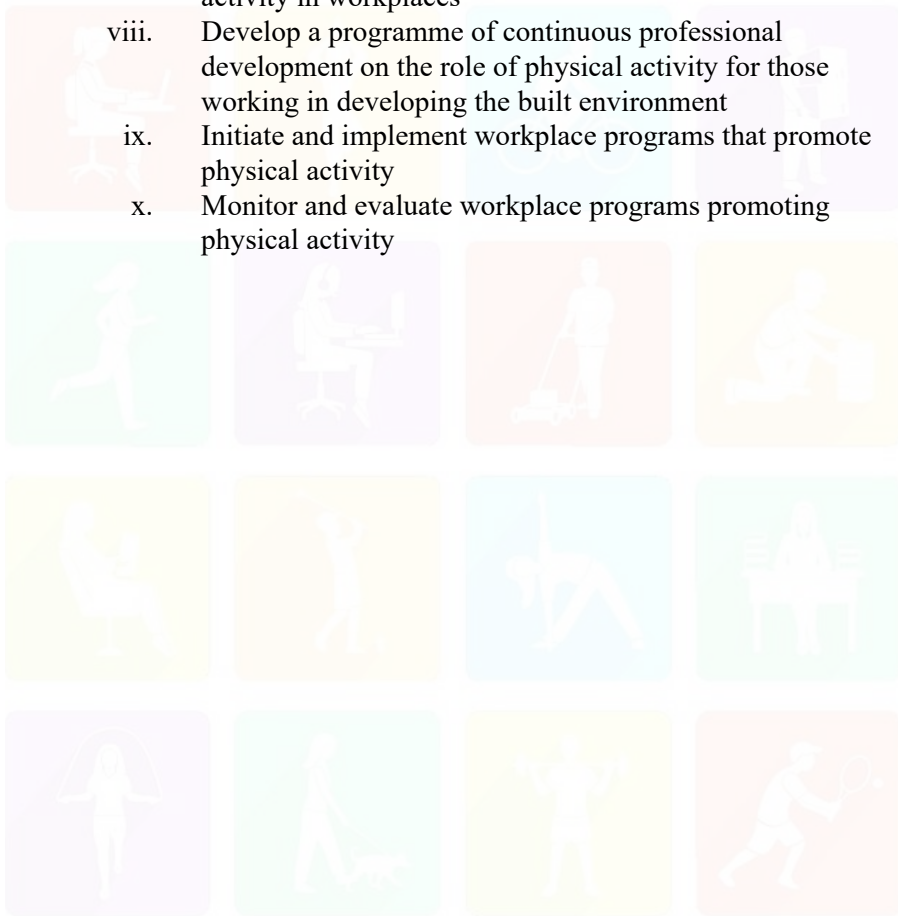 activity in workplaces
viii. Develop a programme of continuous professional
development on the role of physical activity for those
working in developing the built environment
ix. Initiate and implement workplace programs that promote
physical activity
x. Monitor and evaluate workplace programs promoting
physical activity